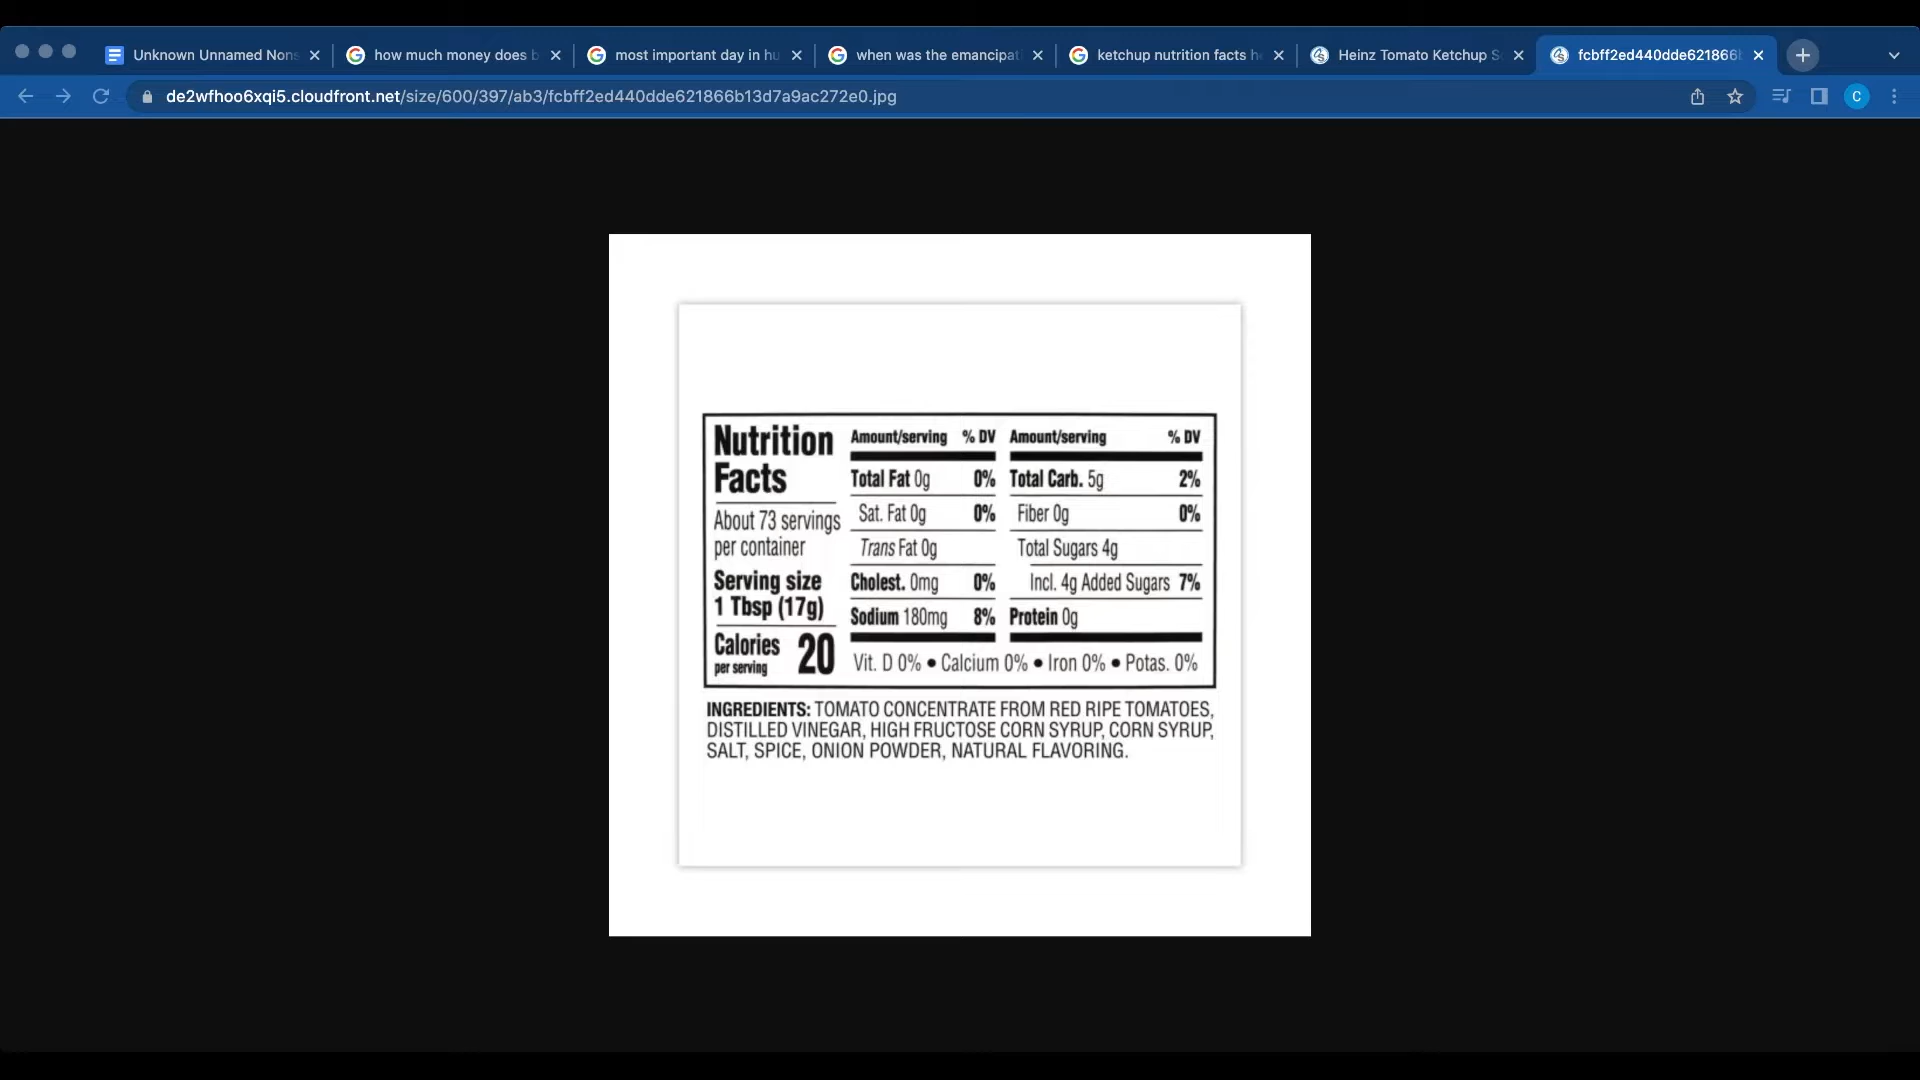 Unknown Unnamed Nons
how much money does b
most important day in hu
when was the emancipat
ketchup nutrition facts he
Heinz Tomato Ketchup S
fcbff2ed440dde621866b
de2wfhoo6xqi5.cloudfront.net/size/600/397/ab3/fcbff2ed440dde621866b13d7a9ac272e0.jpg
C
Nutrition
Facts
About 73 servings
per container
Serving size
1 Tbsp (17g)
Calories 20
per serving
Amount/serving % DV
Total Fat 0g 0%
Sat. Fat 0g 0%
Trans Fat 0g
Cholest. 0mg 0%
Sodium 180mg 8%
Amount/serving % DV
Total Carb. 5g 2%
Fiber 0g 0%
Total Sugars 4g
Incl. 4g Added Sugars 7%
Protein 0g
Vit. D 0% • Calcium 0% • Iron 0% • Potas. 0%
INGREDIENTS: TOMATO CONCENTRATE FROM RED RIPE TOMATOES,
DISTILLED VINEGAR, HIGH FRUCTOSE CORN SYRUP, CORN SYRUP,
SALT, SPICE, ONION POWDER, NATURAL FLAVORING.